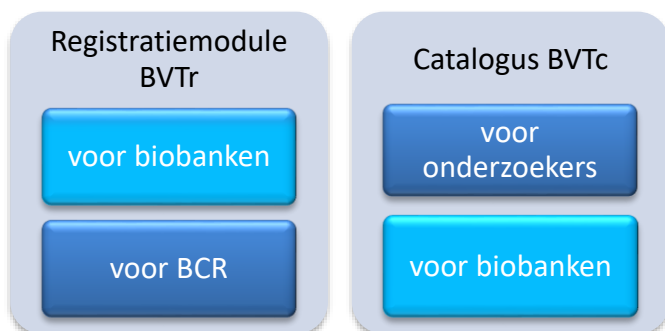 Registratiemodule
BVTr
voor biobanken
voor BCR
Catalogus BVTc
voor
onderzoekers
voor biobanken